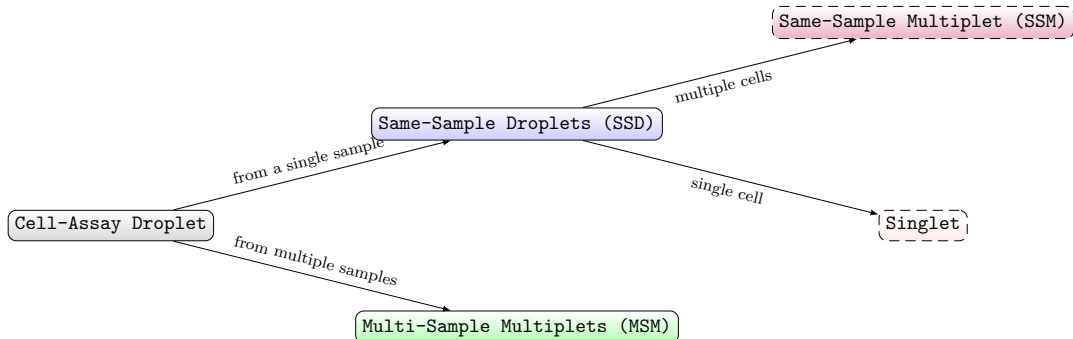 Same-Sample Multiplet (SSM)
multiple cells
Same-Sample Droplets (SSD)
from a single sample
single cell
Cell-Assay Droplet
Singlet
from multiple samples
Multi-Sample Multiplets (MSM)